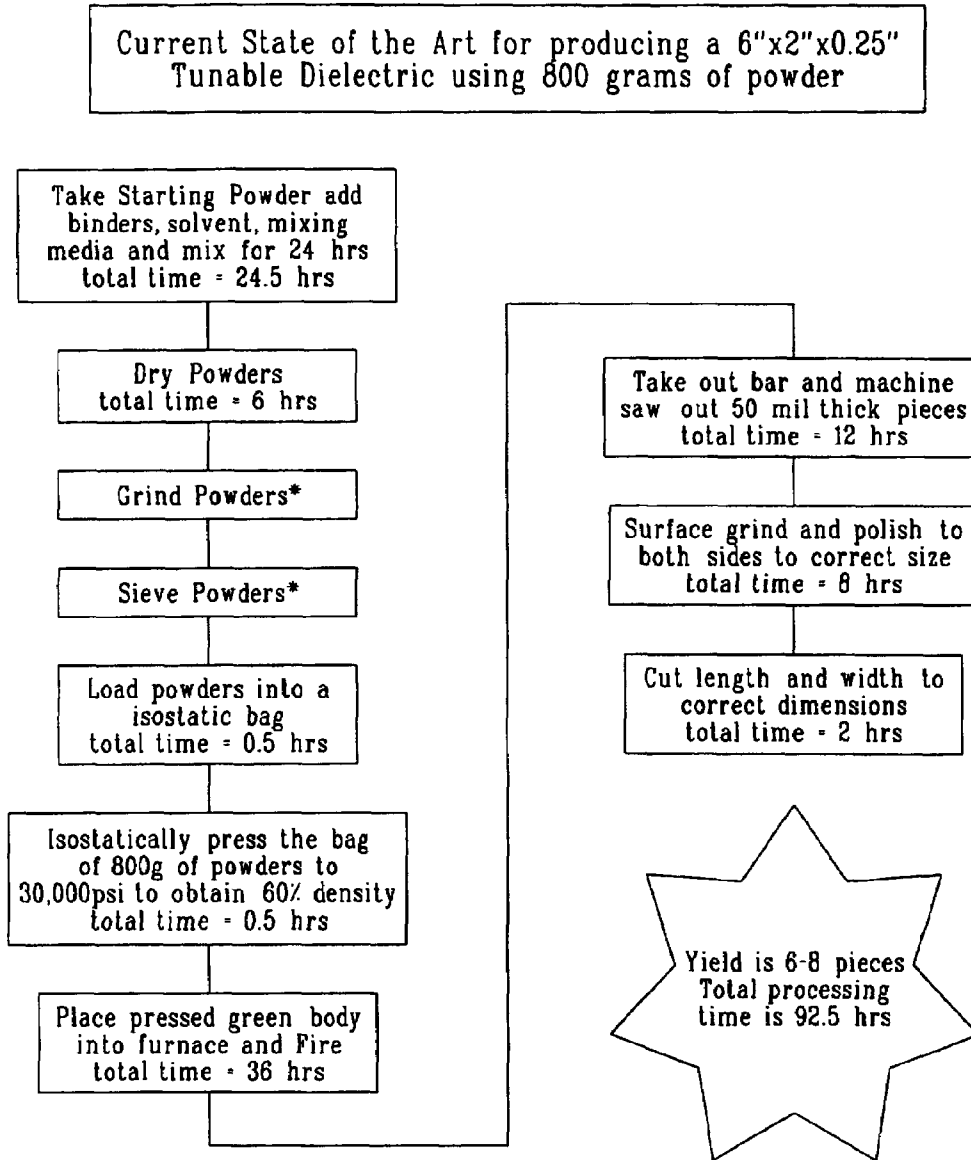 Current State of the Art for producing a 6"x2"x0.25"
Tunable Dielectric using 800 grams of powder
Take Starting Powder add
binders, solvent, mixing
media and mix for 24 hrs
total time = 24.5 hrs
Dry Powders
total time = 6 hrs
Grind Powders*
Sieve Powders*
Load powders into a
isostatic bag
total time = 0.5 hrs
Isostatically press the bag
of 800g of powders to
30,000psi to obtain 60% density
total time = 0.5 hrs
Place pressed green body
into furnace and Fire
total time = 36 hrs
Take out bar and machine
saw out 50 mil thick pieces
total time = 12 hrs
Surface grind and polish to
both sides to correct size
total time = 8 hrs
Cut length and width to
correct dimensions
total time = 2 hrs
Yield is 6-8 pieces
Total processing
time is 92.5 hrs